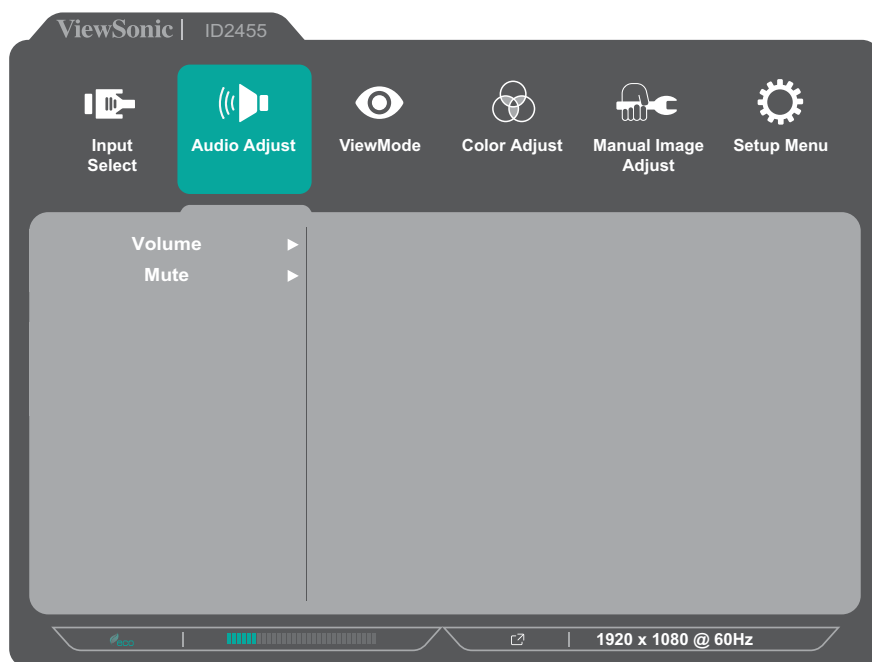 ViewSonic | ID2455
Input
Select
Audio Adjust
ViewMode
Color Adjust
Manual Image
Adjust
Setup Menu
Volume
Mute
eco
1920 x 1080 @ 60Hz